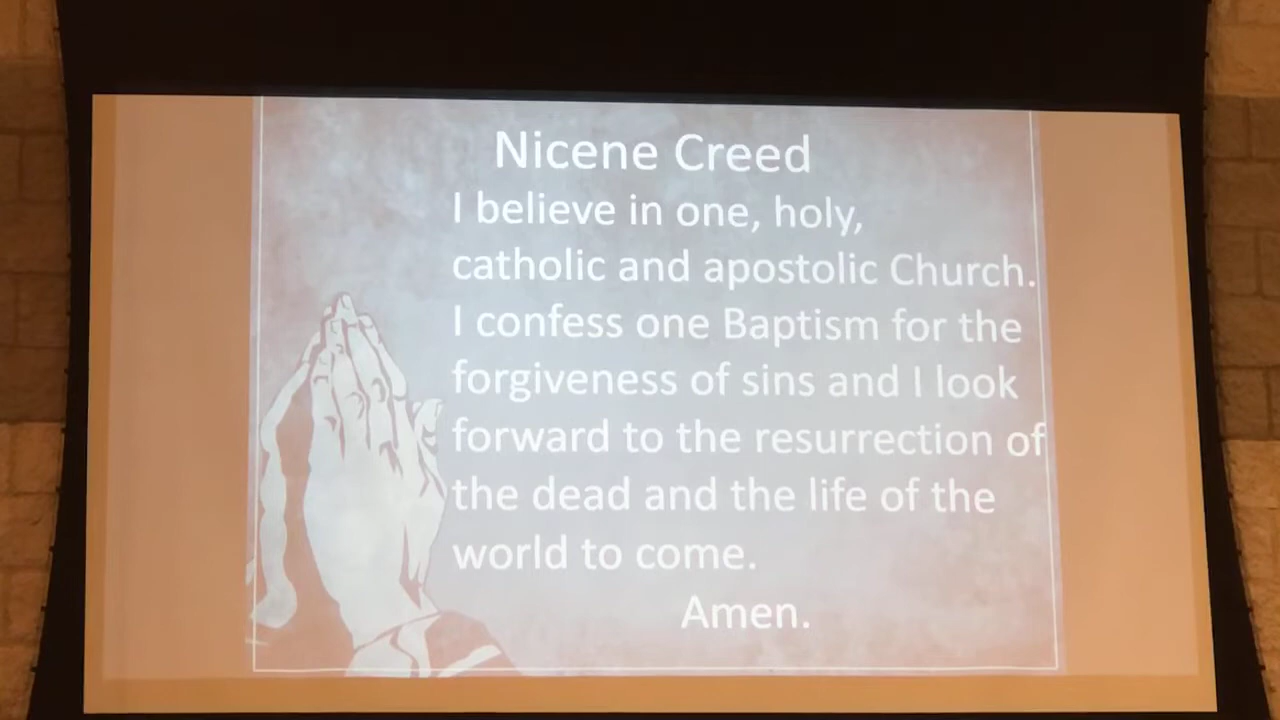 Nicene Creed
I believe in one, holy,
catholic and apostolic Church.
I confess one Baptism for the
forgiveness of sins and I look
forward to the resurrection of
the dead and the life of the
world to come.
Amen.